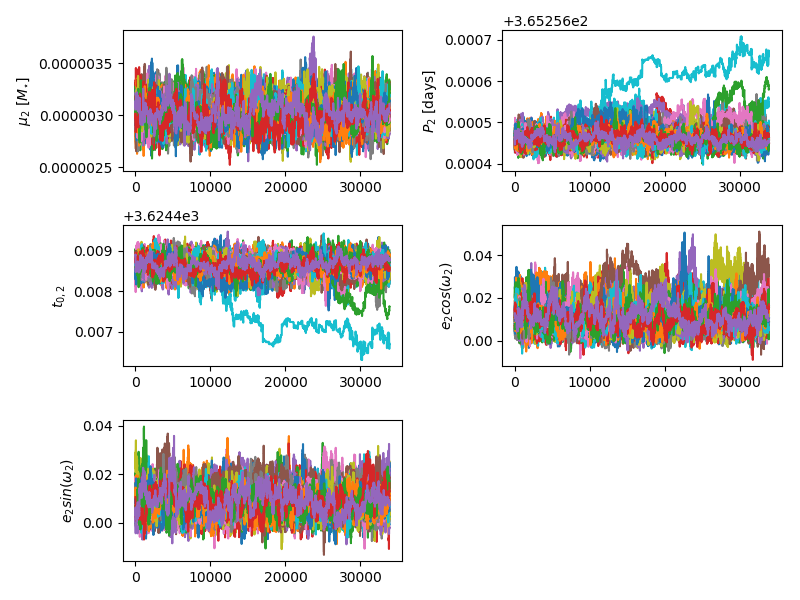 0.0000035
0.0000030
0.0000025
μ₂ [M.]
0 10000 20000 30000
+3.65256e2
0.0007
0.0006
0.0005
0.0004
P₂ [days]
0 10000 20000 30000
+3.6244e3
0.009
0.008
0.007
t₀,₂
0 10000 20000 30000
0.04
0.02
0.00
e₂cos(ω₂)
0 10000 20000 30000
0.04
0.02
0.00
e₂sin(ω₂)
0 10000 20000 30000